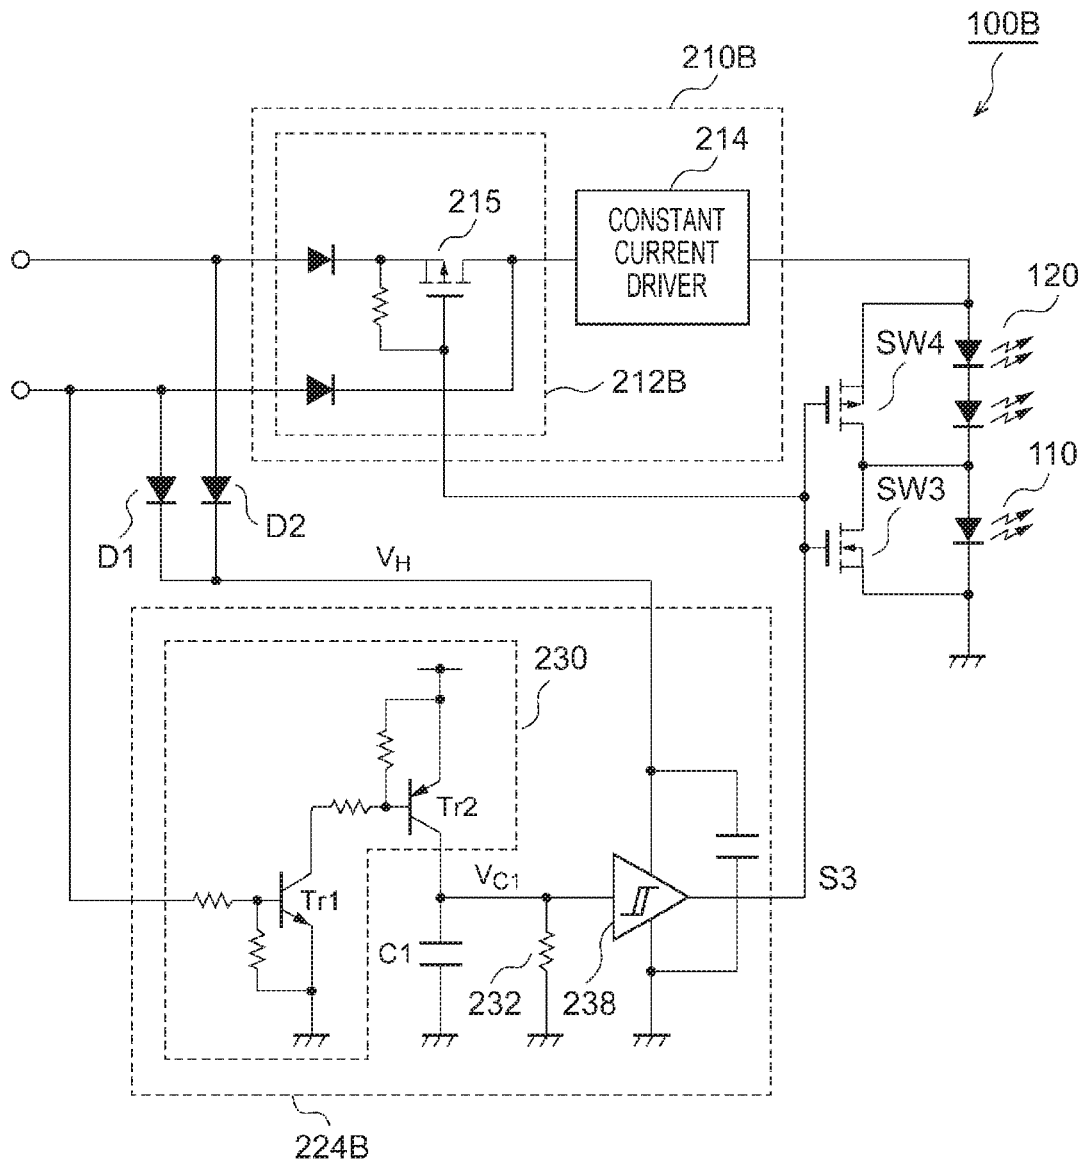 100B
210B
214
215
CONSTANT
CURRENT
DRIVER
120
SW4
212B
110
SW3
D1
D2
VH
230
Tr2
Tr1
VC1
S3
C1
232
238
224B